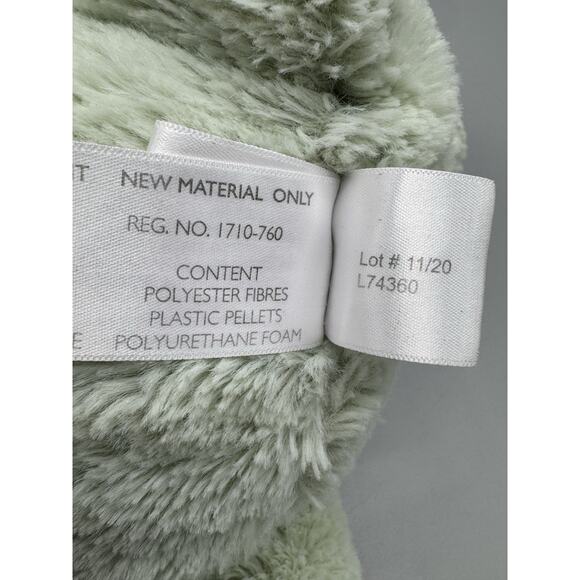 T
NEW MATERIAL ONLY
REG. NO. 1710-760
CONTENT
POLYESTER FIBRES
PLASTIC PELLETS
E
POLYURETHANE FOAM
Lot # 11/20
L74360